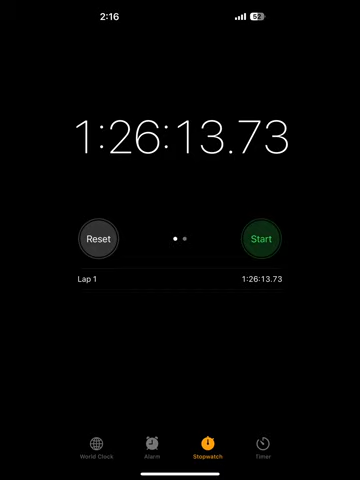 2:16
52
1:26:13.73
Reset
Start
Lap 1 1:26:13.73
World Clock Alarm Stopwatch Timer